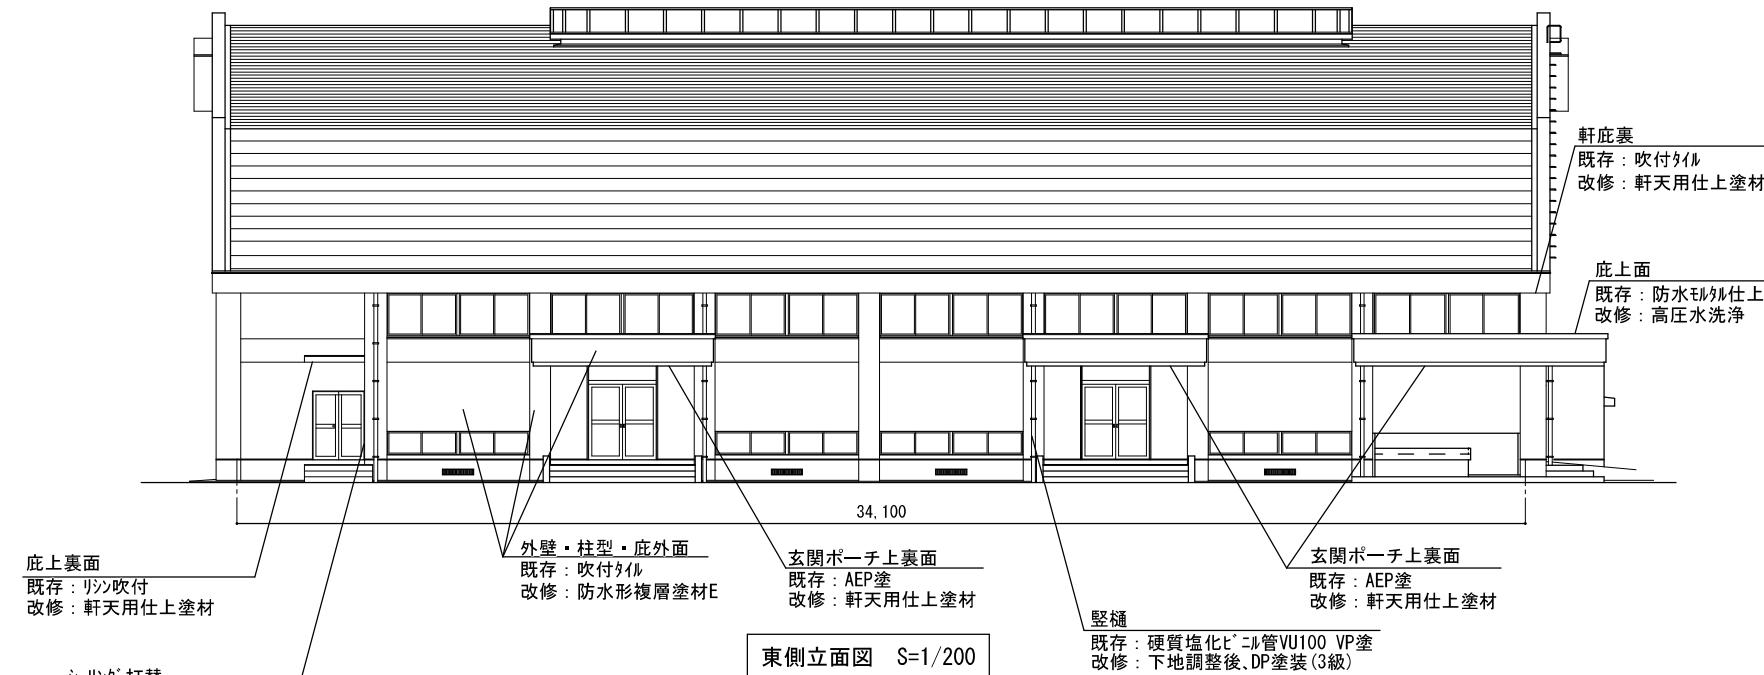 軒庇裏
既存：吹付ﾀｲﾙ
改修：軒天用仕上塗材
庇上面
既存：防水ﾓﾙﾀﾙ仕上
改修：高圧水洗浄
34,100
庇上裏面
既存：ﾘｼﾝ吹付
改修：軒天用仕上塗材
外壁・柱型・庇外面
既存：吹付ﾀｲﾙ
改修：防水形複層塗材E
玄関ポーチ上裏面
既存：AEP塗
改修：軒天用仕上塗材
玄関ポーチ上裏面
既存：AEP塗
改修：軒天用仕上塗材
竪樋
既存：硬質塩化ﾋﾞﾆﾙ管VU100 VP塗
改修：下地調整後､DP塗装(3級)
東側立面図　S=1/200